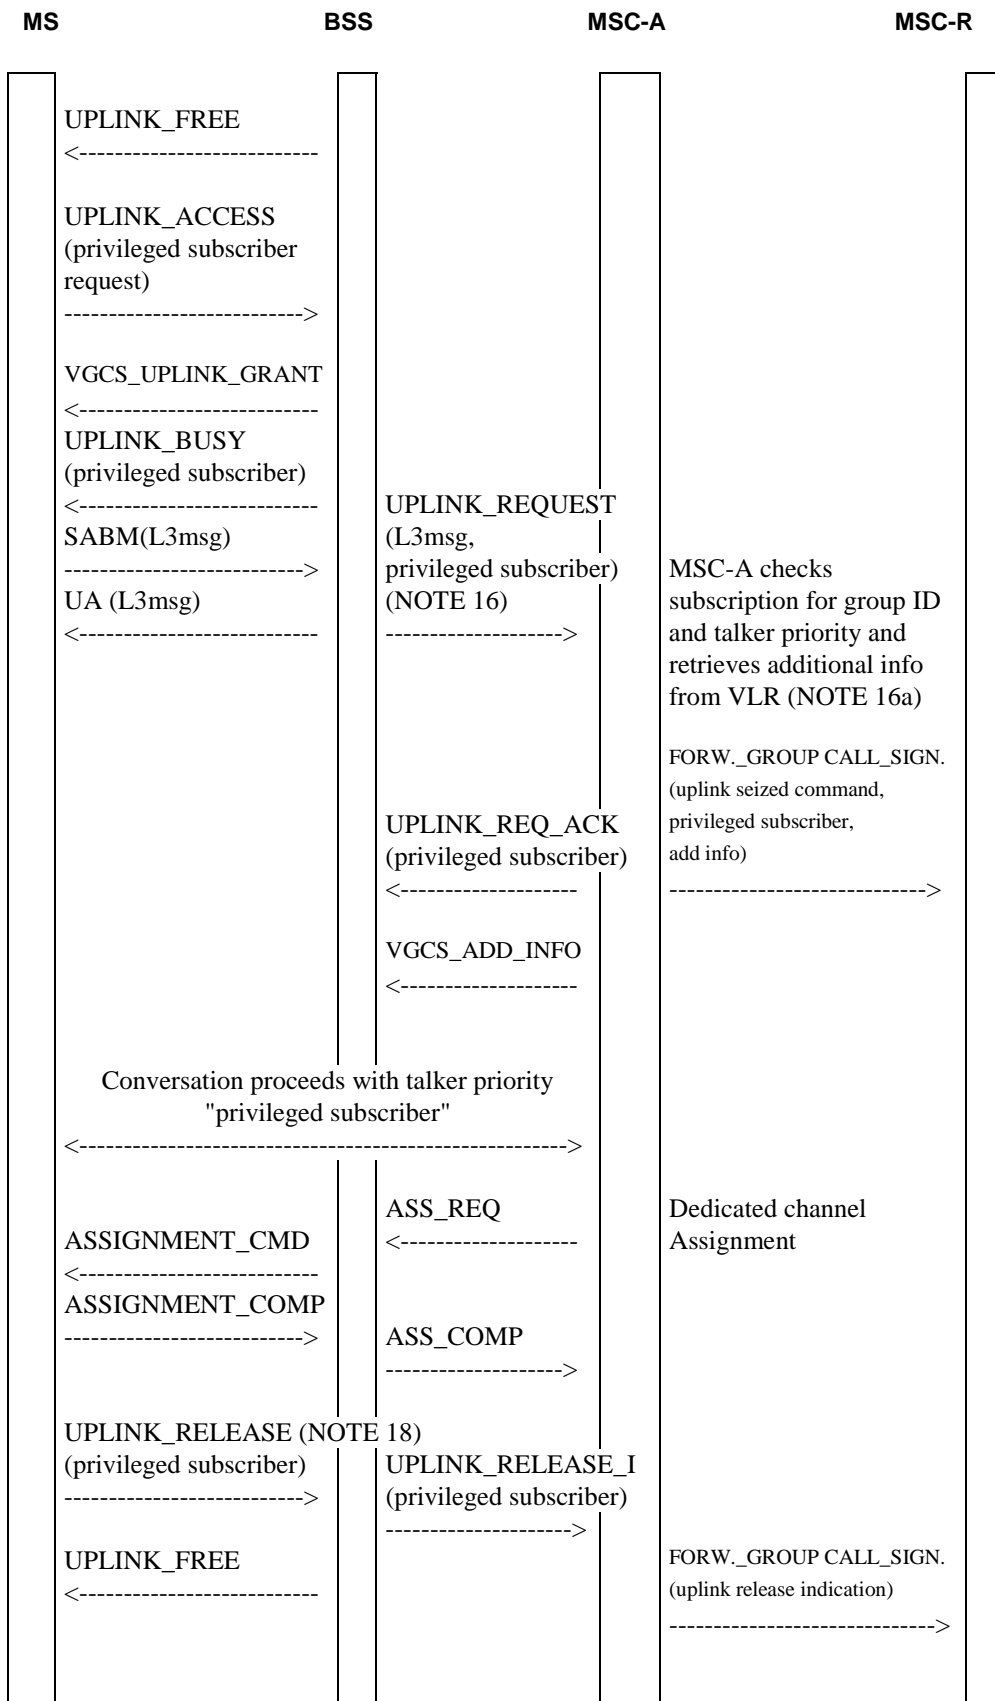 MS BSS MSC-A MSC-R
UPLINK_FREE
<---------------------------
UPLINK_ACCESS
(privileged subscriber
request)
--------------------------->
VGCS_UPLINK_GRANT
<---------------------------
UPLINK_BUSY
(privileged subscriber)
<---------------------------
SABM(L3msg)
--------------------------->
UA (L3msg)
<---------------------------
UPLINK_REQUEST
(L3msg,
privileged subscriber)
(NOTE 16)
-------------------->
MSC-A checks
subscription for group ID
and talker priority and
retrieves additional info
from VLR (NOTE 16a)
FORW._GROUP CALL_SIGN.
(uplink seized command,
privileged subscriber,
add info)
----------------------------->
UPLINK_REQ_ACK
(privileged subscriber)
<--------------------
VGCS_ADD_INFO
<--------------------
Conversation proceeds with talker priority
"privileged subscriber"
<------------------------------------------------------->
ASS_REQ
<--------------------
Dedicated channel
Assignment
ASSIGNMENT_CMD
<---------------------------
ASSIGNMENT_COMP
--------------------------->
ASS_COMP
-------------------->
UPLINK_RELEASE (NOTE 18)
(privileged subscriber)
--------------------------->
UPLINK_RELEASE_I
(privileged subscriber)
--------------------->
UPLINK_FREE
<---------------------------
FORW._GROUP CALL_SIGN.
(uplink release indication)
------------------------------>